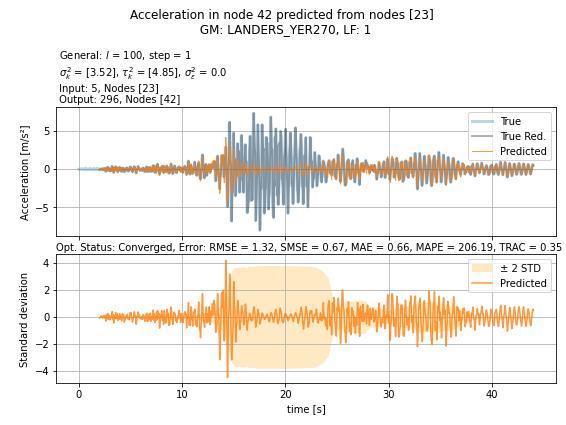 Acceleration in node 42 predicted from nodes [23]
GM: LANDERS_YER270, LF: 1
General: l = 100, step = 1
σ²ₖ = [3.52], τ²ₖ = [4.85], σ²ₑ = 0.0
Input: 5, Nodes [23]
Output: 296, Nodes [42]
Acceleration [m/s²]
5
0
−5
True
True Red.
Predicted
Opt. Status: Converged, Error: RMSE = 1.32, SMSE = 0.67, MAE = 0.66, MAPE = 206.19, TRAC = 0.35
Standard deviation
4
2
0
−2
−4
± 2 STD
Predicted
0 10 20 30 40
time [s]